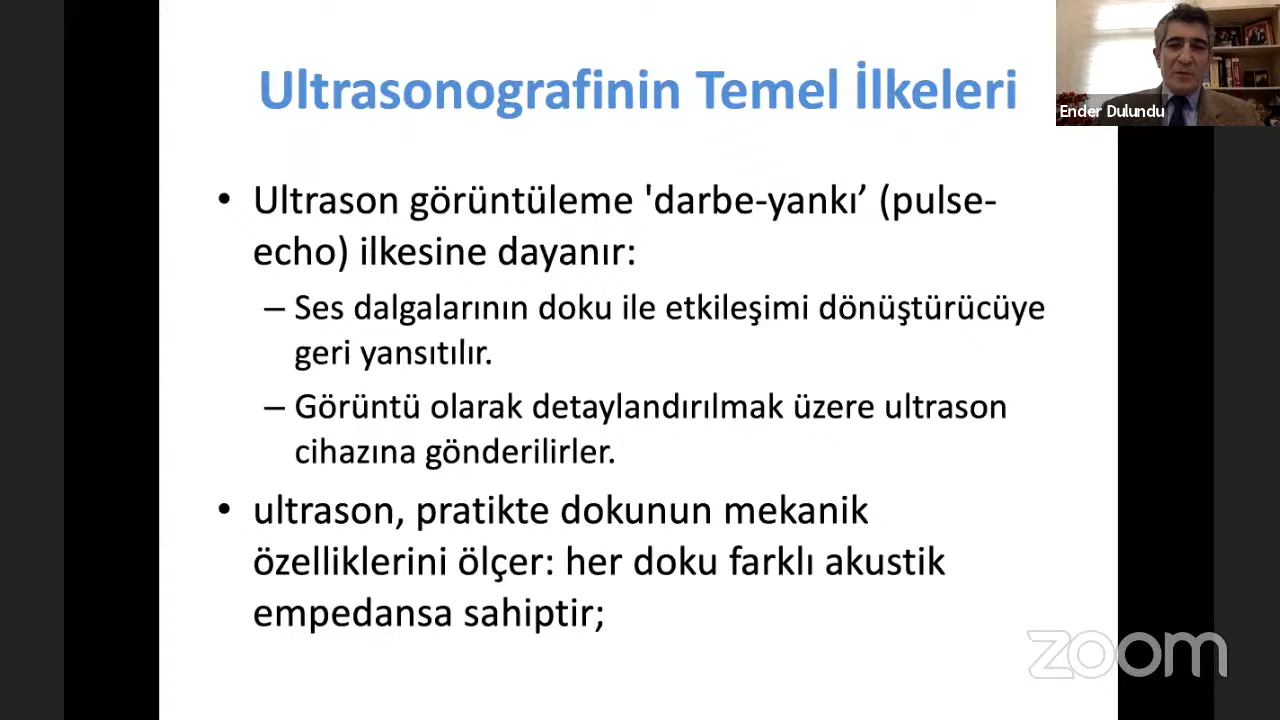 Ultrasonografinin Temel İlkeleri
Ender Dulundu
• Ultrason görüntüleme 'darbe-yankı’ (pulse-
echo) ilkesine dayanır:
– Ses dalgalarının doku ile etkileşimi dönüştürücüye
geri yansıtılır.
– Görüntü olarak detaylandırılmak üzere ultrason
cihazına gönderilirler.
• ultrason, pratikte dokunun mekanik
özelliklerini ölçer: her doku farklı akustik
empedansa sahiptir;
zoom